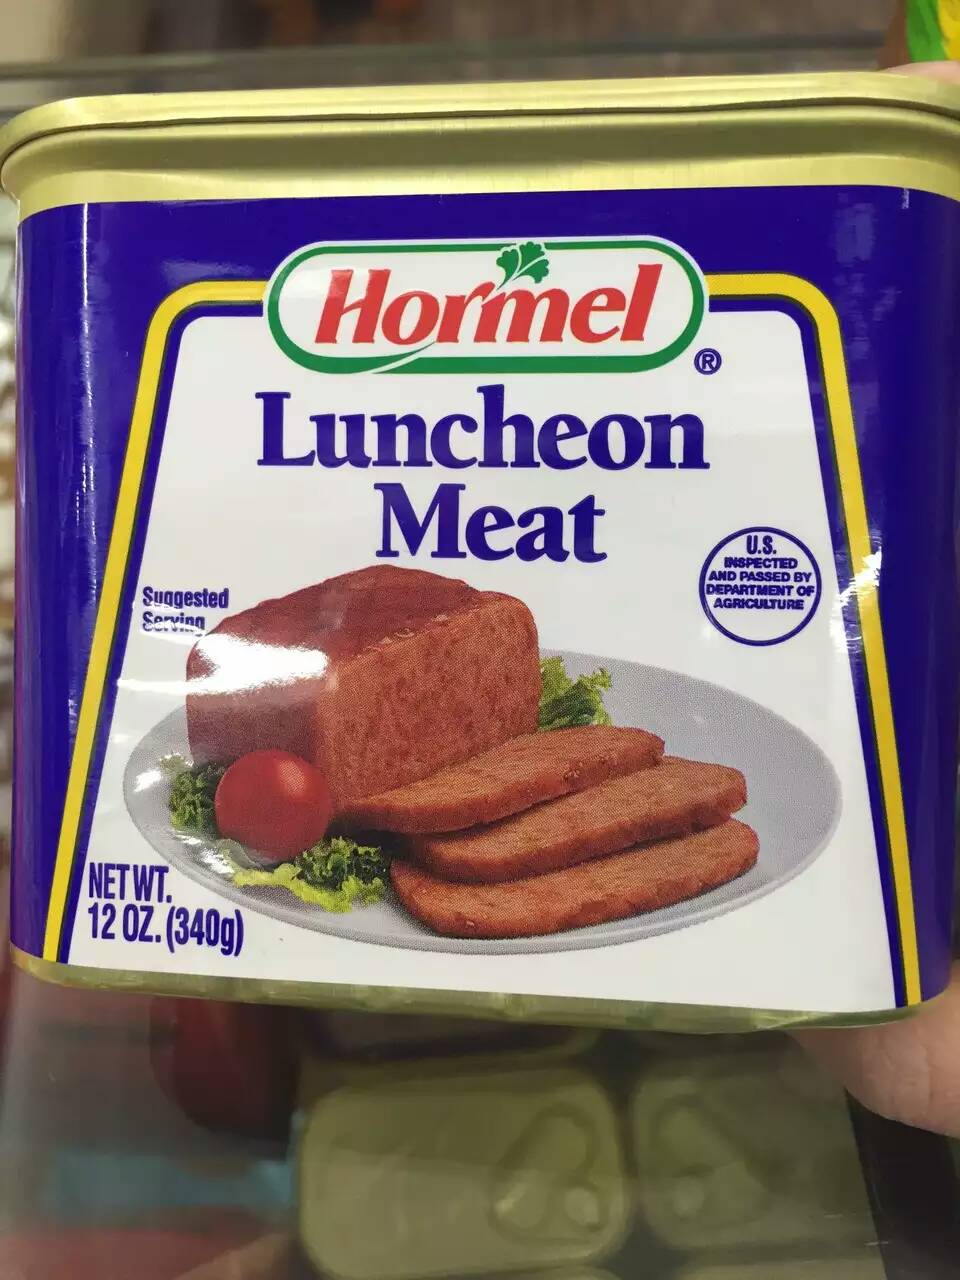 Hormel
®
Luncheon
Meat
U.S.
INSPECTED
AND PASSED BY
DEPARTMENT OF
AGRICULTURE
Suggested
Serving
NET WT.
12 OZ. (340g)